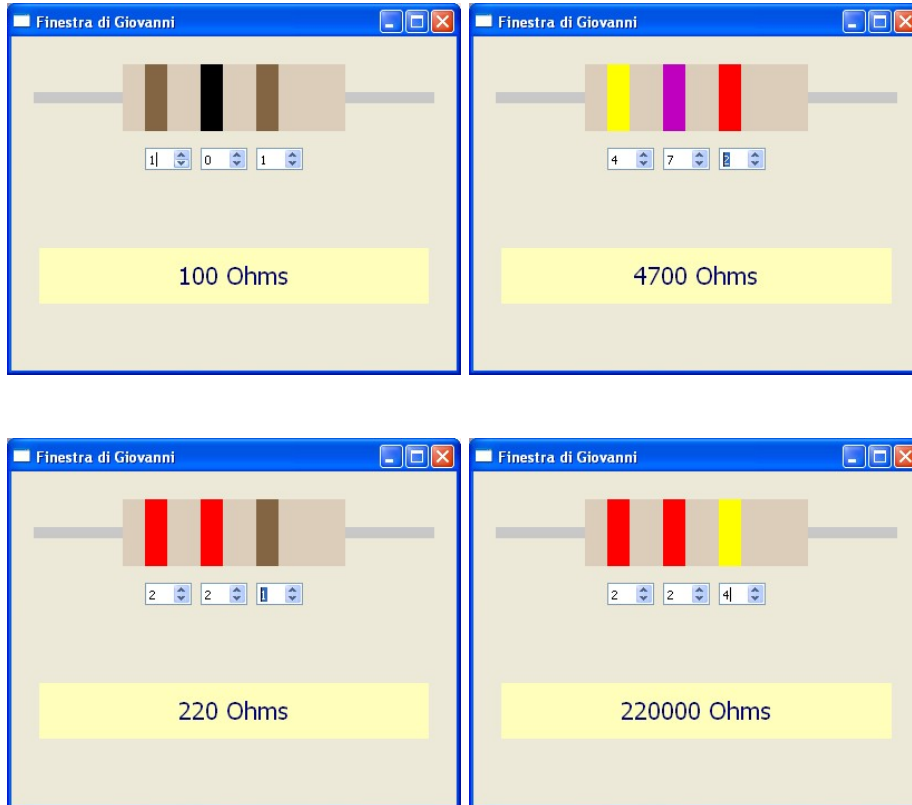 Finestra di Giovanni
1 0 1
100 Ohms
Finestra di Giovanni
4 7 2
4700 Ohms
Finestra di Giovanni
2 2 1
220 Ohms
Finestra di Giovanni
2 2 4
220000 Ohms